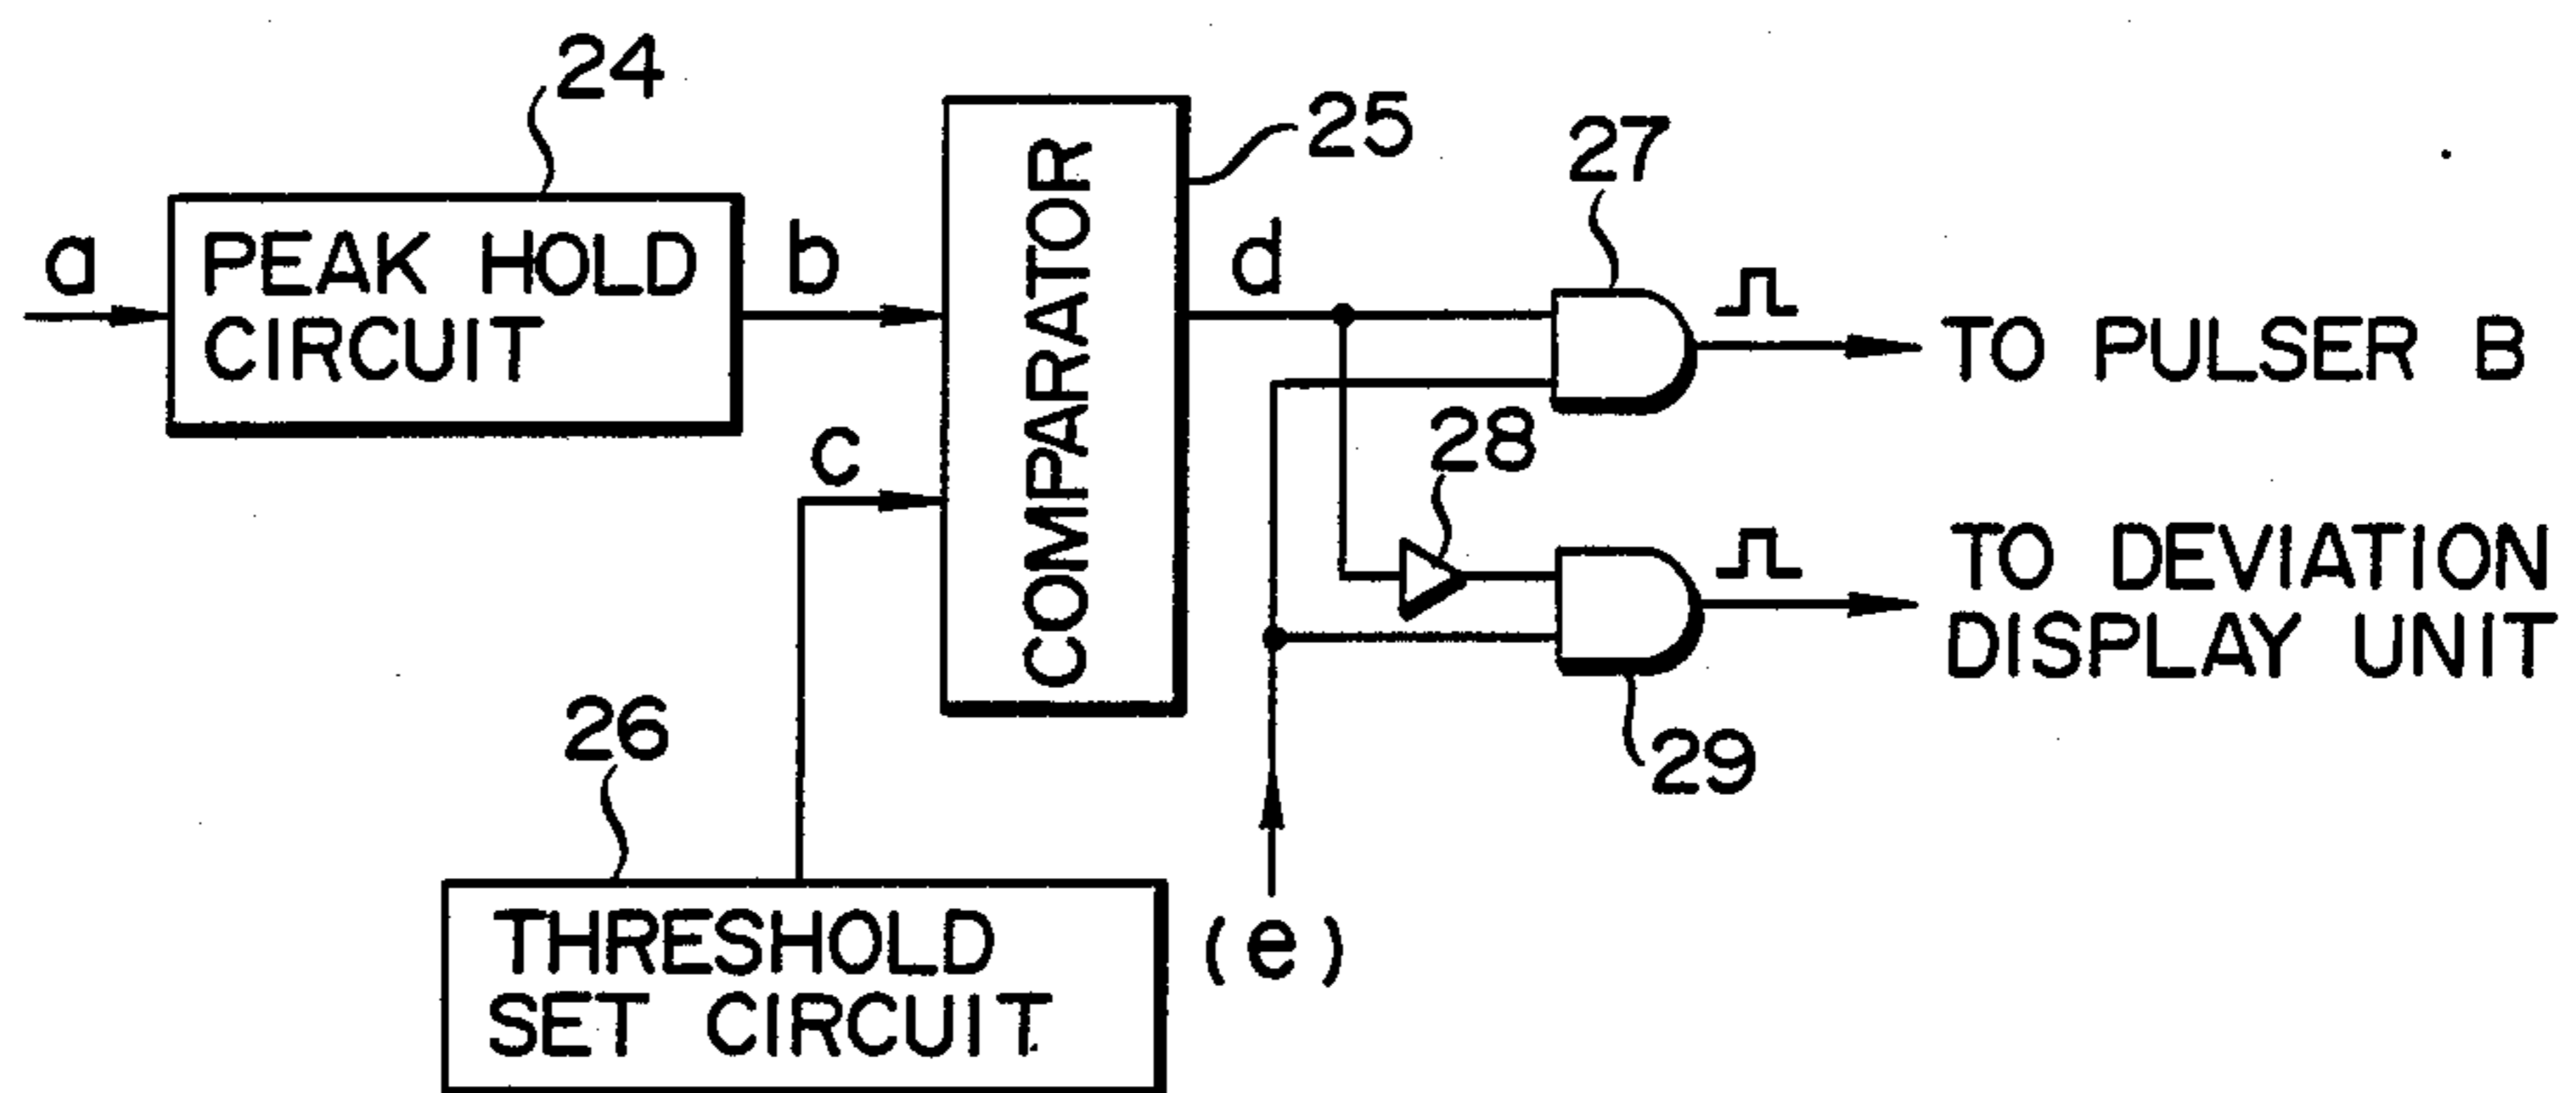 24
a
PEAK HOLD
CIRCUIT
b
COMPARATOR
25
c
d
27
TO PULSER B
28
TO DEVIATION
DISPLAY UNIT
29
26
THRESHOLD
SET CIRCUIT
(e)